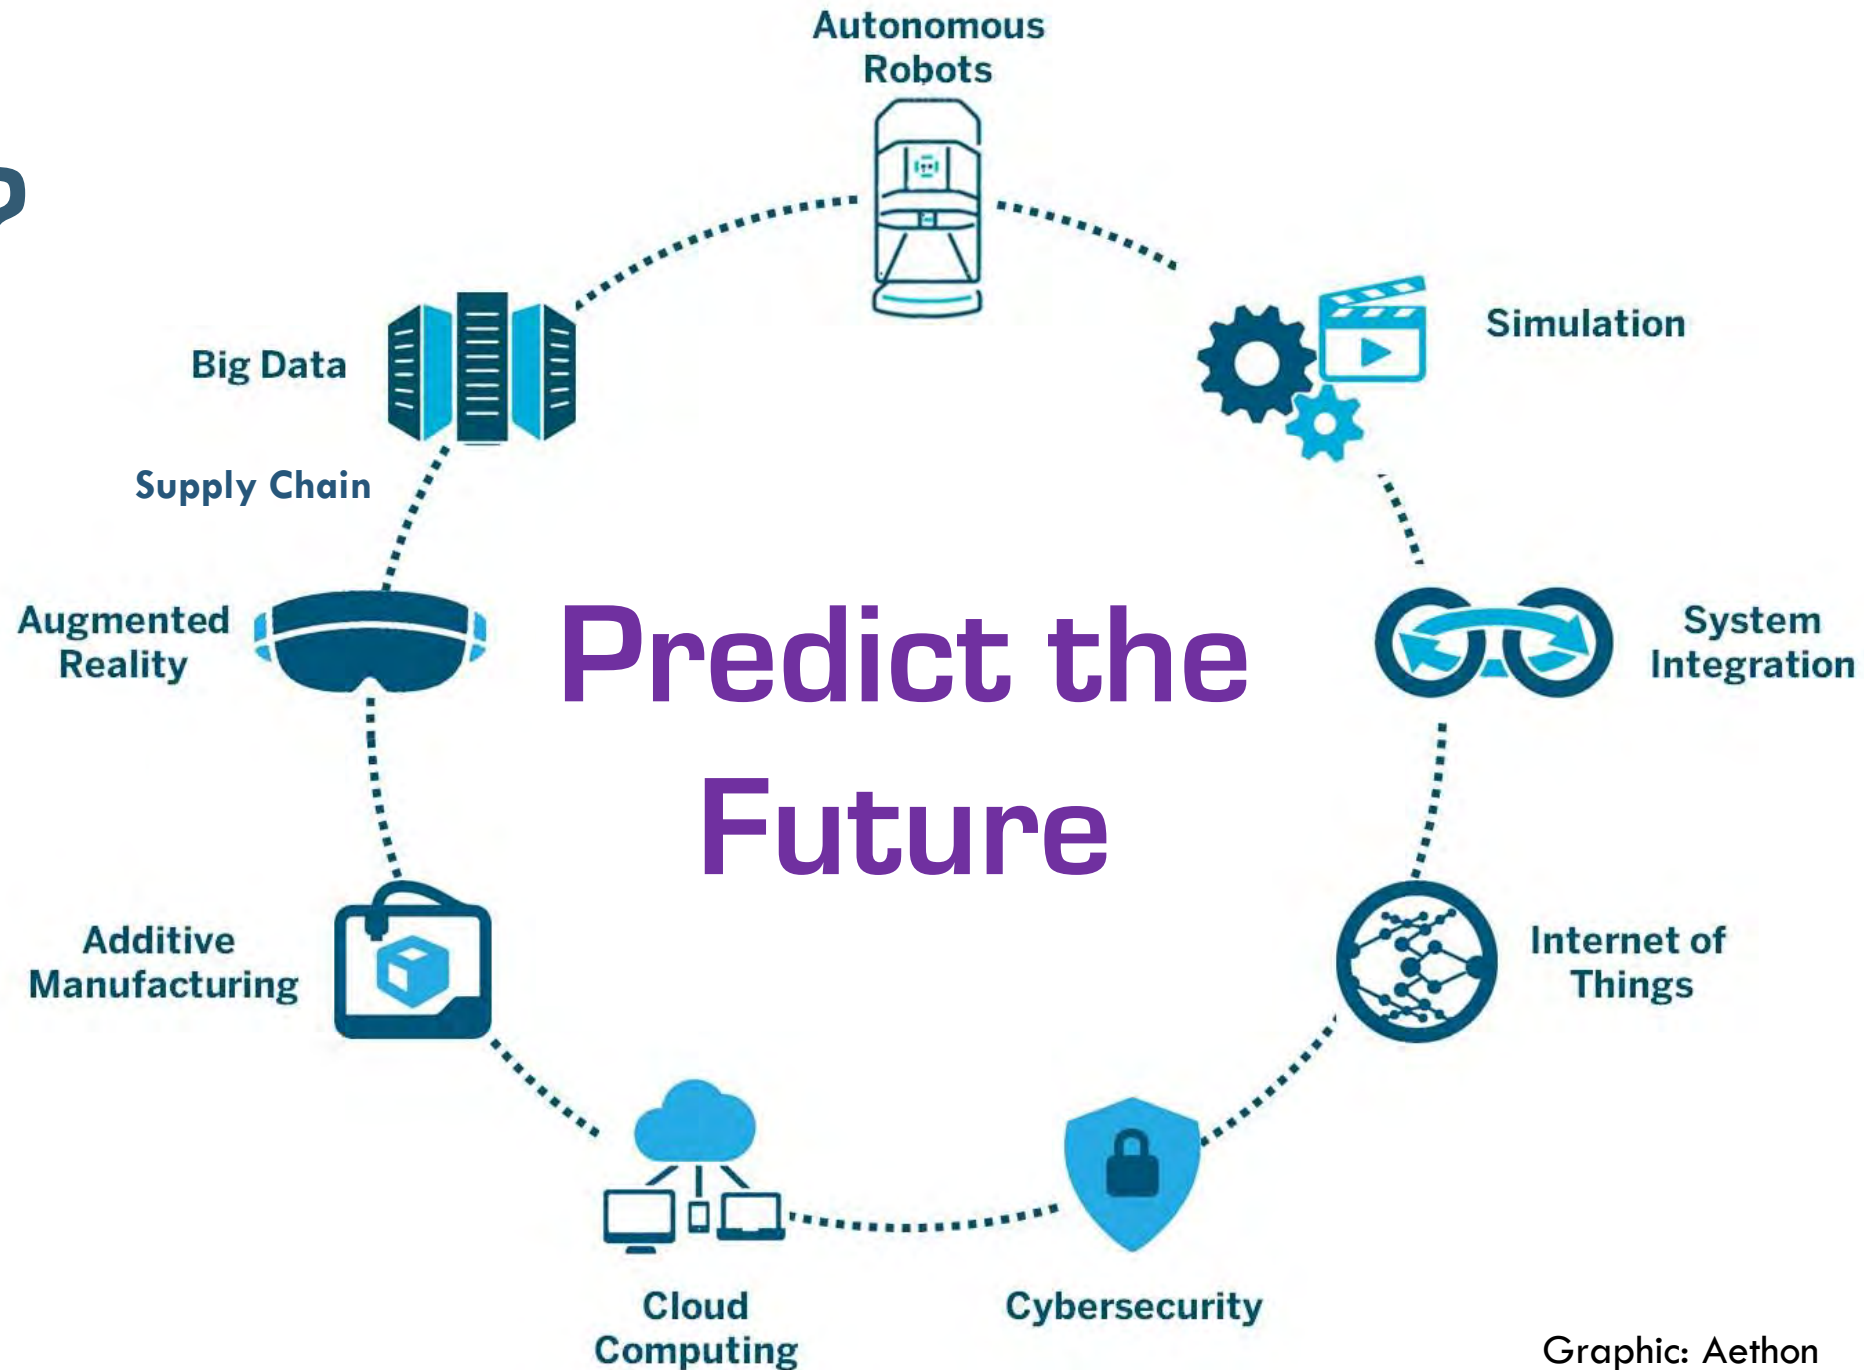 Autonomous
Robots
?
Simulation
Big Data
Supply Chain
Augmented
Reality
Predict the
Future
System
Integration
Additive
Manufacturing
Internet of
Things
Cloud
Computing
Cybersecurity
Graphic: Aethon